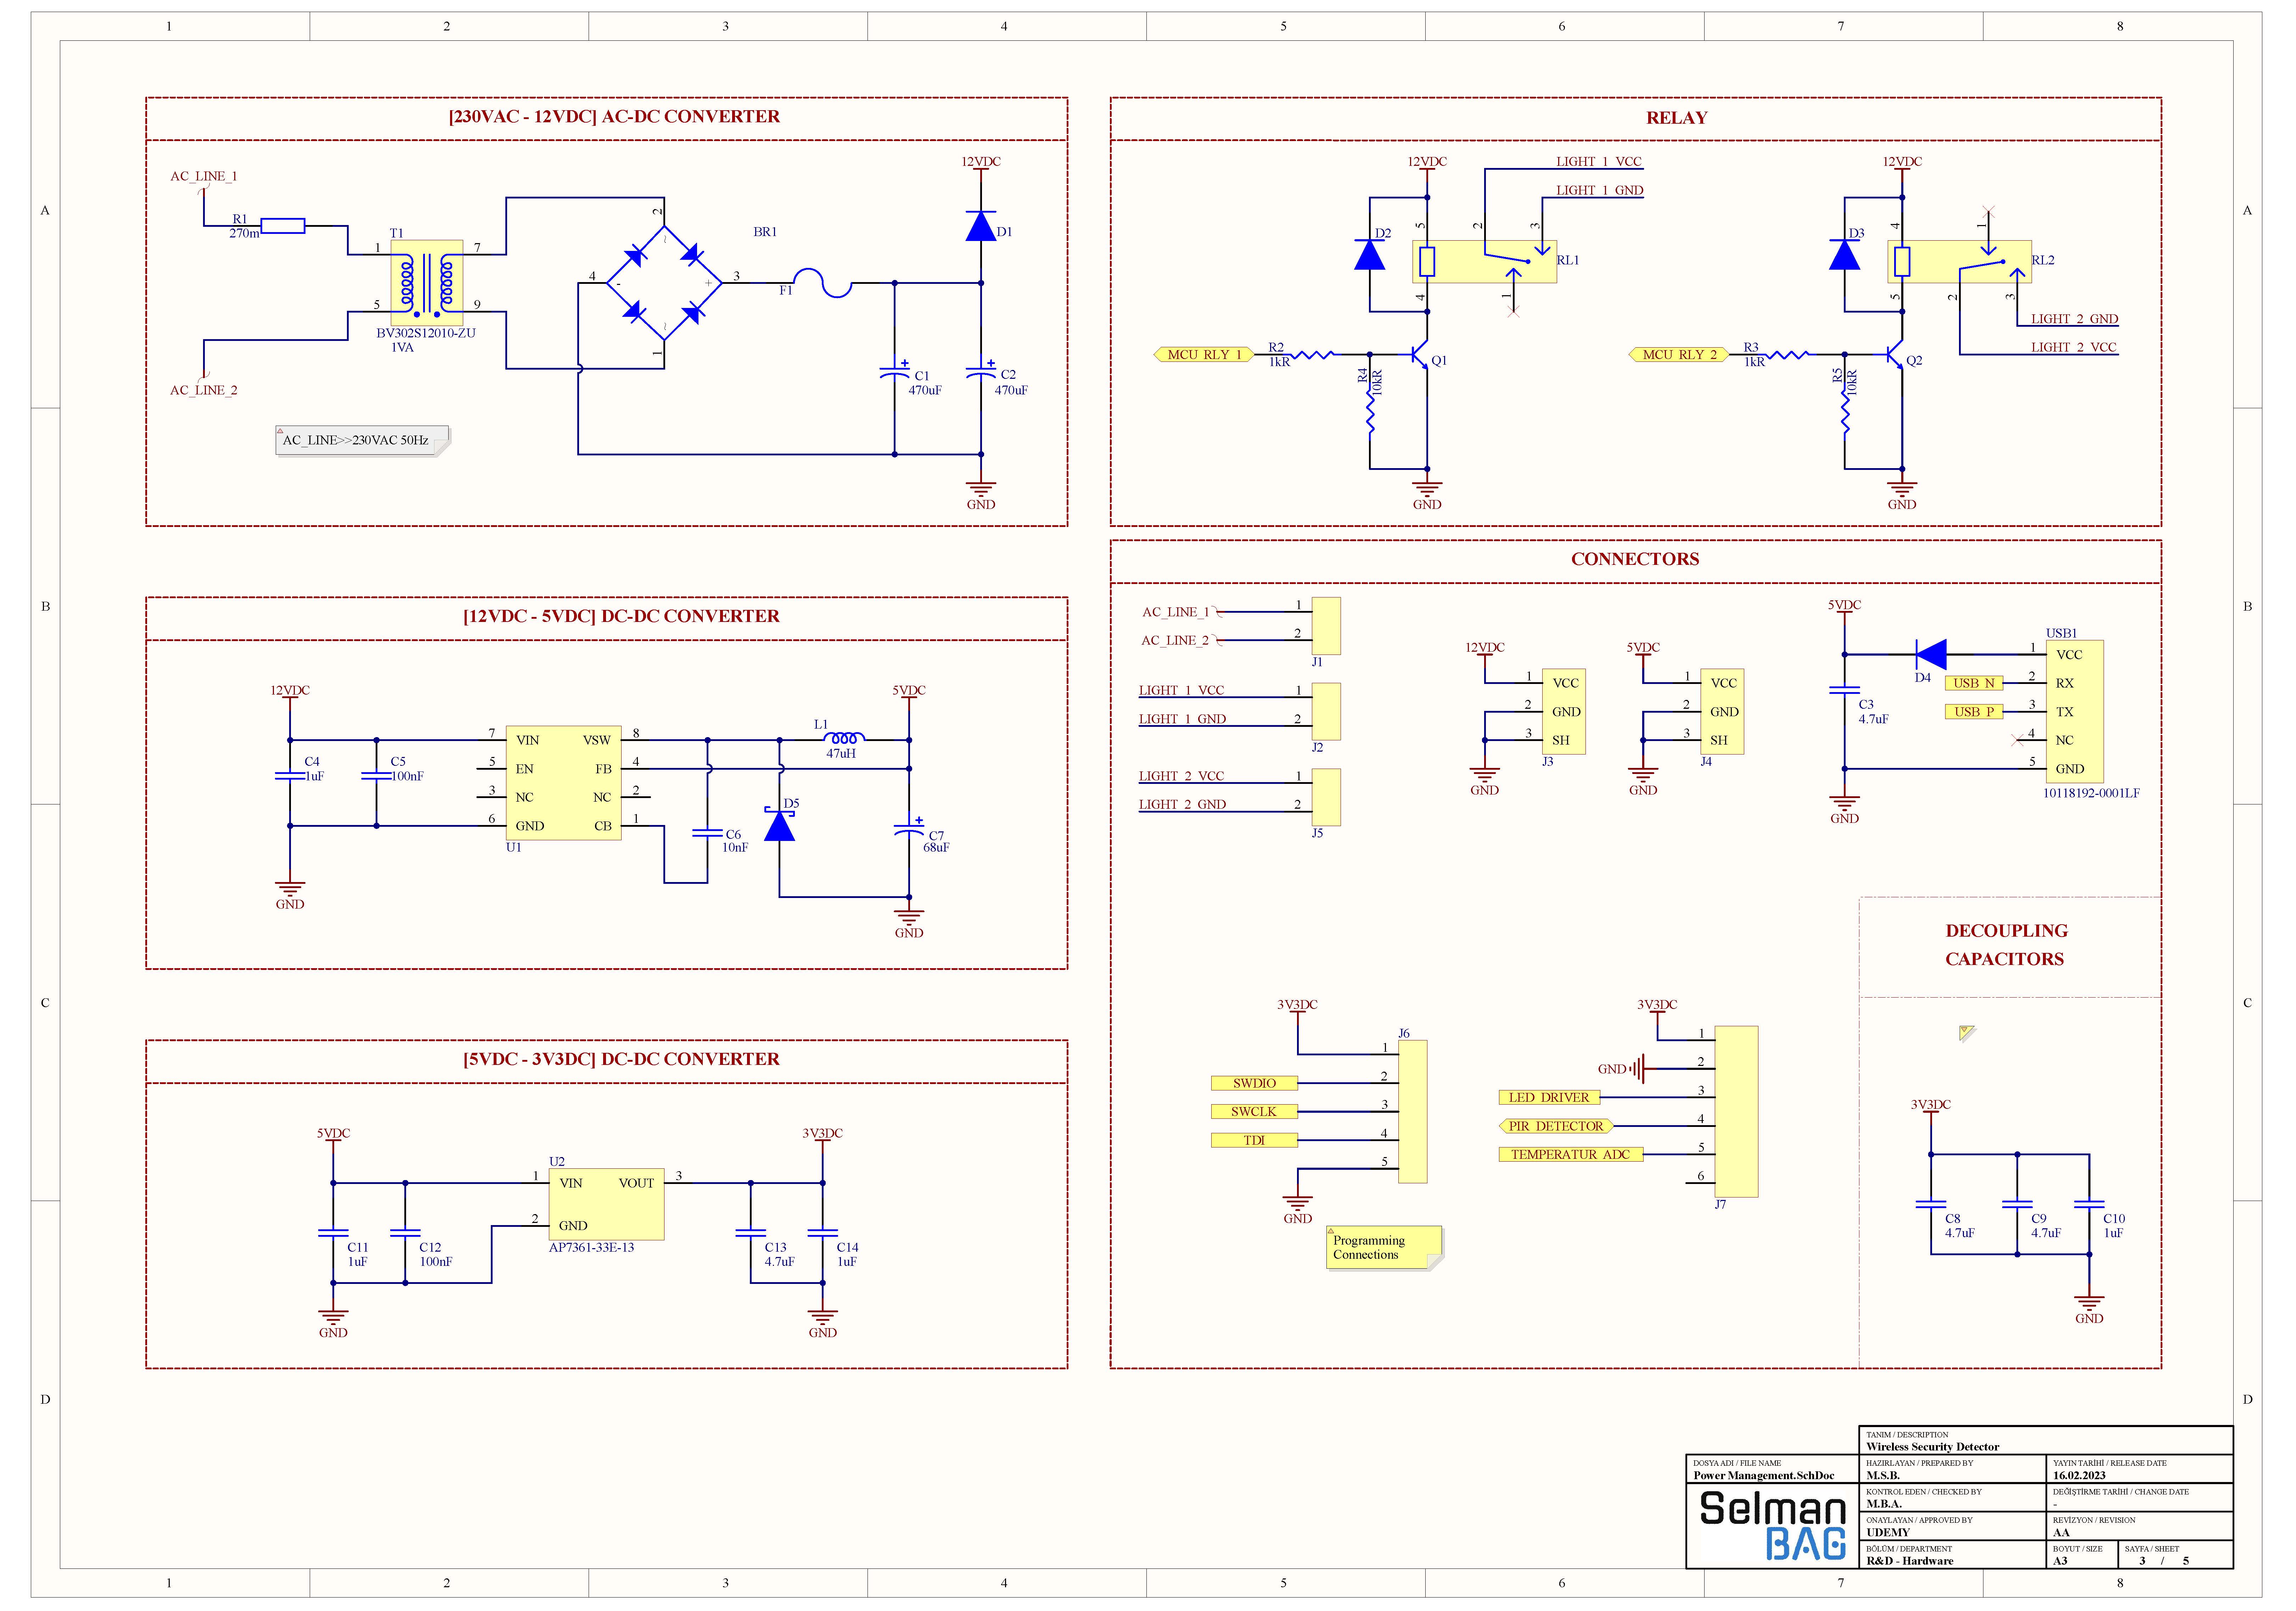 1 2 3 4 5 6 7 8
A A
B B
C C
D D
[230VAC - 12VDC] AC-DC CONVERTER
AC_LINE_1
R1
270m
T1
1
5
7
9
BV302S12010-ZU
1VA
AC_LINE_2
2
~
BR1
4
-
3
+
~
1
F1
12VDC
D1
C1
470uF
C2
470uF
GND
AC_LINE>>230VAC 50Hz
RELAY
12VDC
LIGHT_1_VCC
LIGHT_1_GND
D2
5
2
3
RL1
4
1
MCU_RLY_1
R2
1kR
R4
10kR
Q1
GND
12VDC
D3
4
1
RL2
5
2
3
LIGHT_2_GND
LIGHT_2_VCC
MCU_RLY_2
R3
1kR
R5
10kR
Q2
GND
[12VDC - 5VDC] DC-DC CONVERTER
12VDC
C4
1uF
C5
100nF
GND
7 VIN VSW 8
5 EN FB 4
3 NC NC 2
6 GND CB 1
U1
L1
47uH
5VDC
C6
10nF
D5
C7
68uF
GND
[5VDC - 3V3DC] DC-DC CONVERTER
5VDC
C11
1uF
C12
100nF
GND
U2
1 VIN VOUT 3
2 GND
AP7361-33E-13
3V3DC
C13
4.7uF
C14
1uF
GND
CONNECTORS
AC_LINE_1 1
AC_LINE_2 2
J1
LIGHT_1_VCC 1
LIGHT_1_GND 2
J2
LIGHT_2_VCC 1
LIGHT_2_GND 2
J5
12VDC
1 VCC
2 GND
3 SH
J3
GND
5VDC
1 VCC
2 GND
3 SH
J4
GND
5VDC
USB1
D4
1 VCC
USB_N 2 RX
USB_P 3 TX
4 NC
5 GND
10118192-0001LF
C3
4.7uF
GND
3V3DC
J6
1
SWDIO 2
SWCLK 3
TDI 4
5
GND
Programming
Connections
3V3DC
1
GND 2
LED_DRIVER 3
PIR_DETECTOR 4
TEMPERATUR_ADC 5
6
J7
DECOUPLING
CAPACITORS
3V3DC
C8
4.7uF
C9
4.7uF
C10
1uF
GND
TANIM / DESCRIPTION
Wireless Security Detector
DOSYA ADI / FILE NAME
Power Management.SchDoc
HAZIRLAYAN / PREPARED BY
M.S.B.
YAYIN TARİHİ / RELEASE DATE
16.02.2023
KONTROL EDEN / CHECKED BY
M.B.A.
DEĞİŞTİRME TARİHİ / CHANGE DATE
-
ONAYLAYAN / APPROVED BY
UDEMY
REVİZYON / REVISION
AA
BÖLÜM / DEPARTMENT
R&D - Hardware
BOYUT / SIZE
A3
SAYFA / SHEET
3 / 5
Selman
BAG
1 2 3 4 5 6 7 8